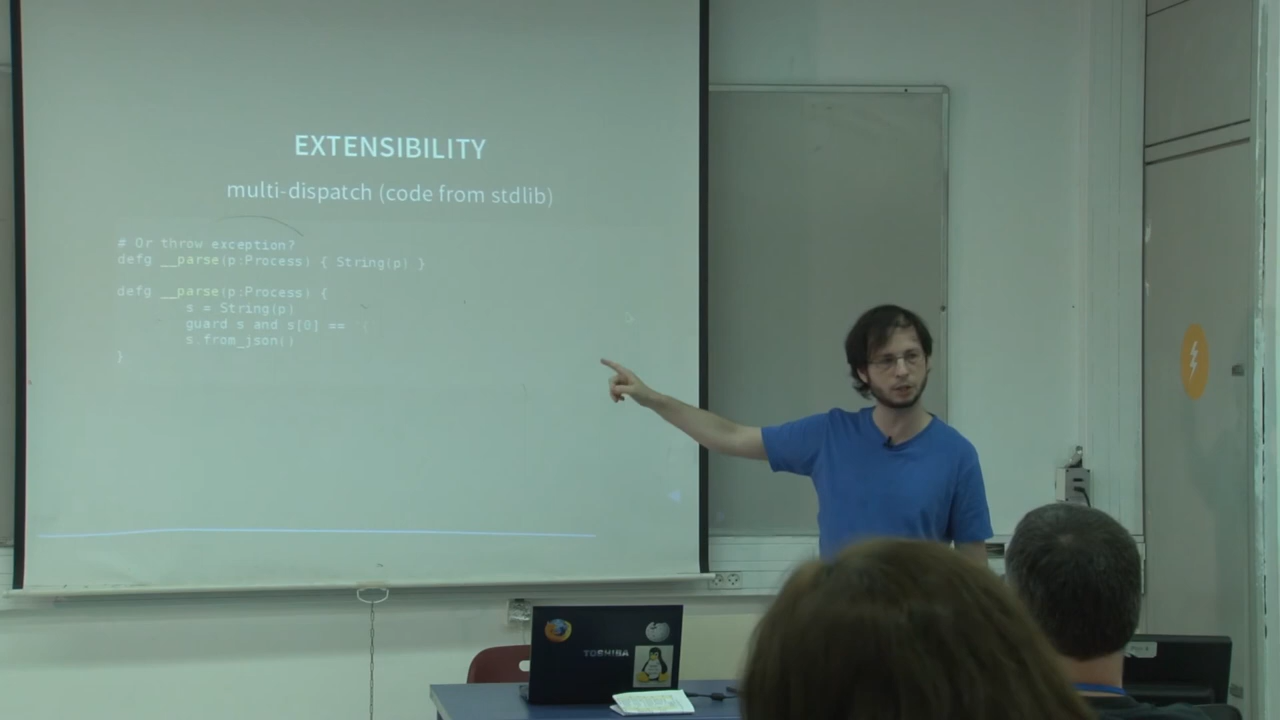 EXTENSIBILITY
multi-dispatch (code from stdlib)
# Or throw exception?
defg __parse(p:Process) { String(p) }
defg __parse(p:Process) {
s = String(p)
guard s and s[0] ==
s.from_json()
}
TOSHIBA